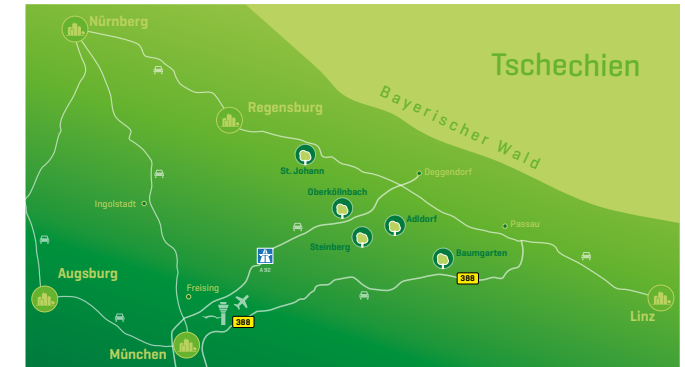 Nürnberg
Tschechien
Bayerischer Wald
Regensburg
St. Johann
Deggendorf
Oberköllnbach
Ingolstadt
Adldorf
Passau
Steinberg
Baumgarten
A 92
Augsburg
388
Freising
Linz
388
München